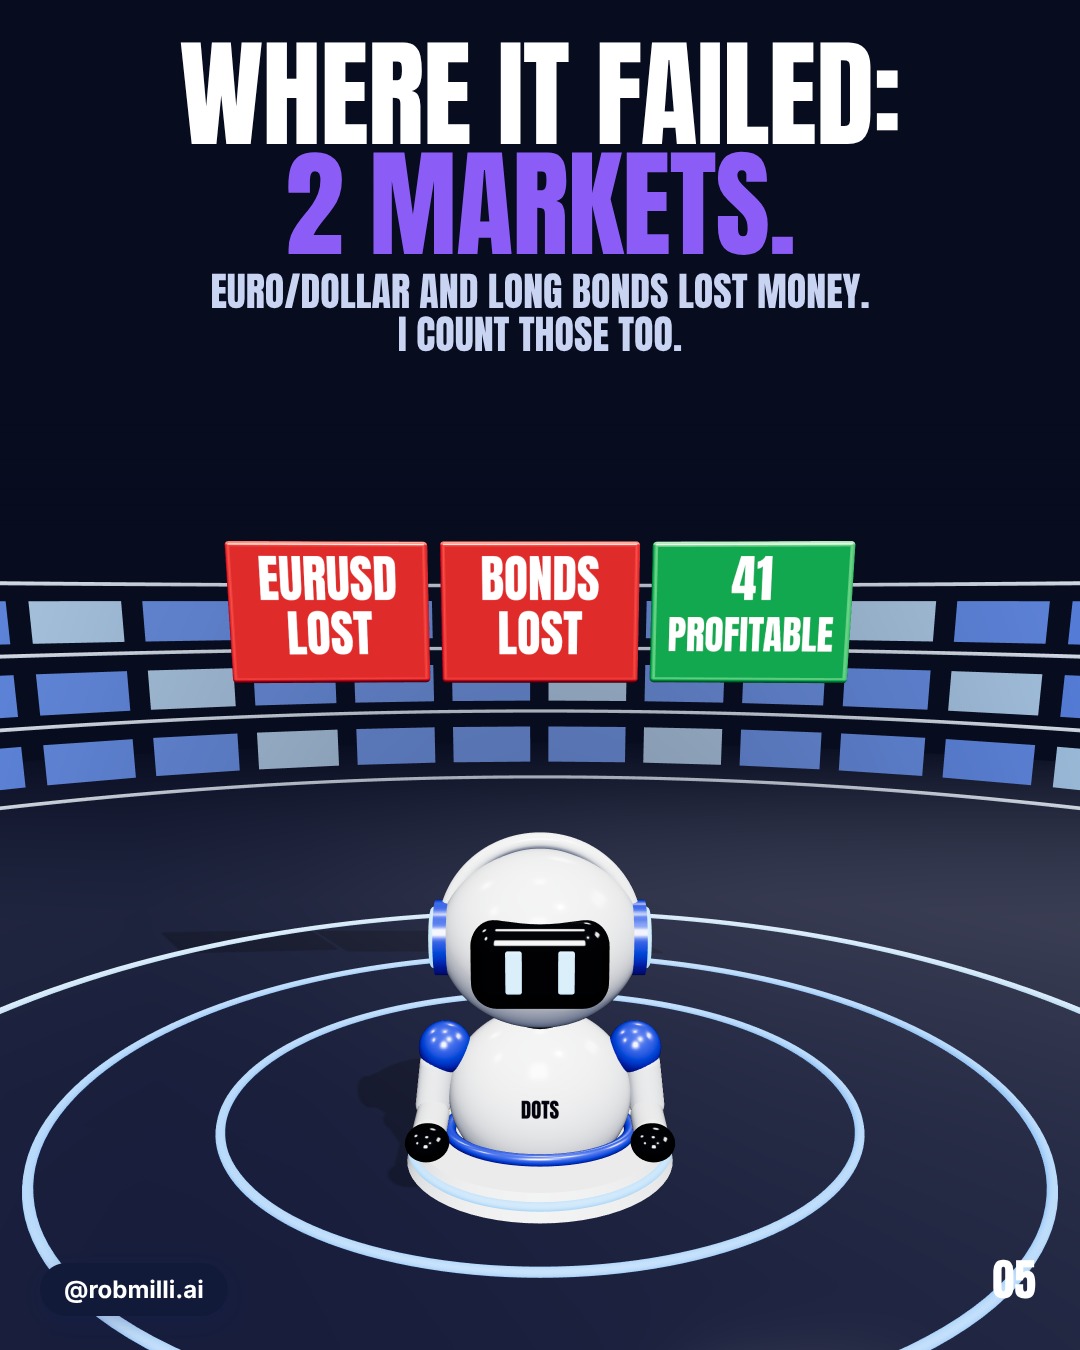 WHERE IT FAILED:
2 MARKETS.
EURO/DOLLAR AND LONG BONDS LOST MONEY.
I COUNT THOSE TOO.
EURUSD
LOST
BONDS
LOST
41
PROFITABLE
DOTS
@robmilli.ai
05